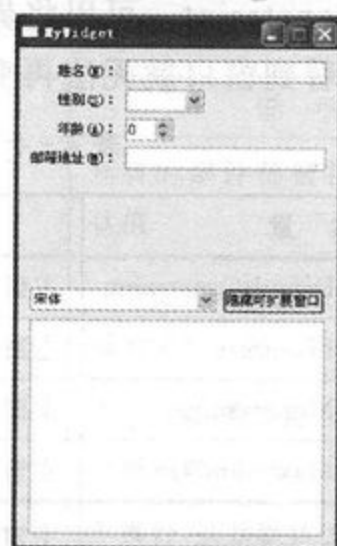 MyWidget
姓名(N)：
性别(S)：
年龄(A)： 0
邮箱地址(M)：
宋体 隐藏可扩展窗口